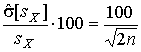 σ̂[s_X]/s_X · 100 = 100/√(2n)